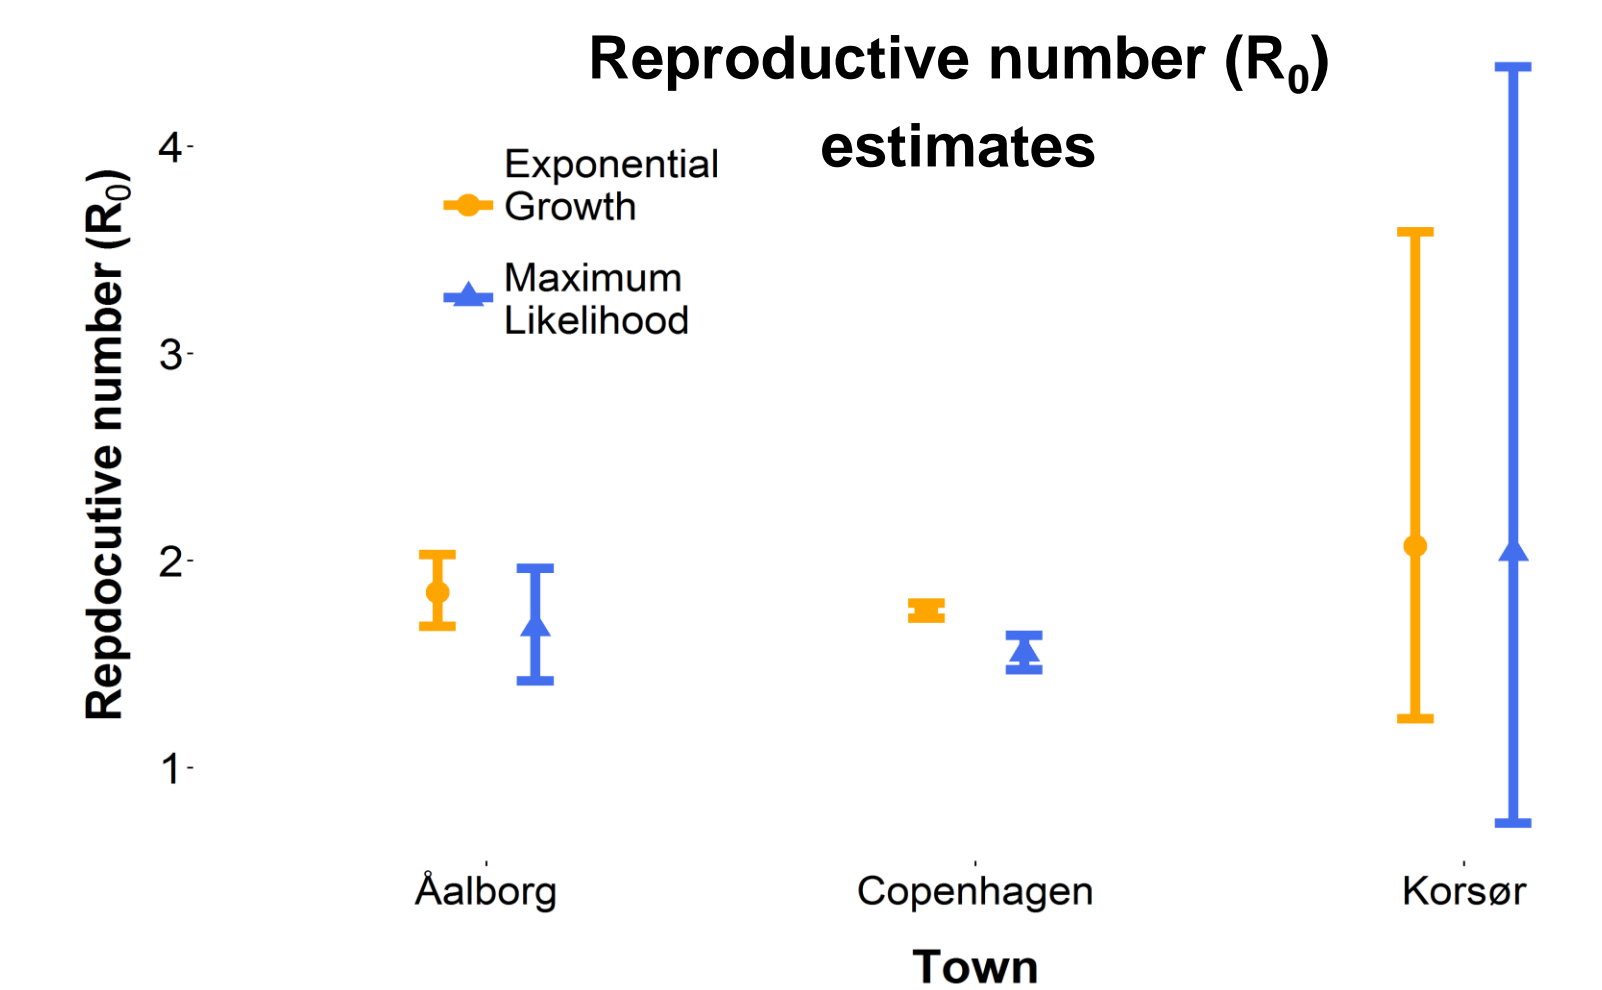 Reproductive number (R₀)
estimates
Exponential
Growth
Maximum
Likelihood
Repdocutive number (R₀)
4
3
2
1
Åalborg
Copenhagen
Korsør
Town